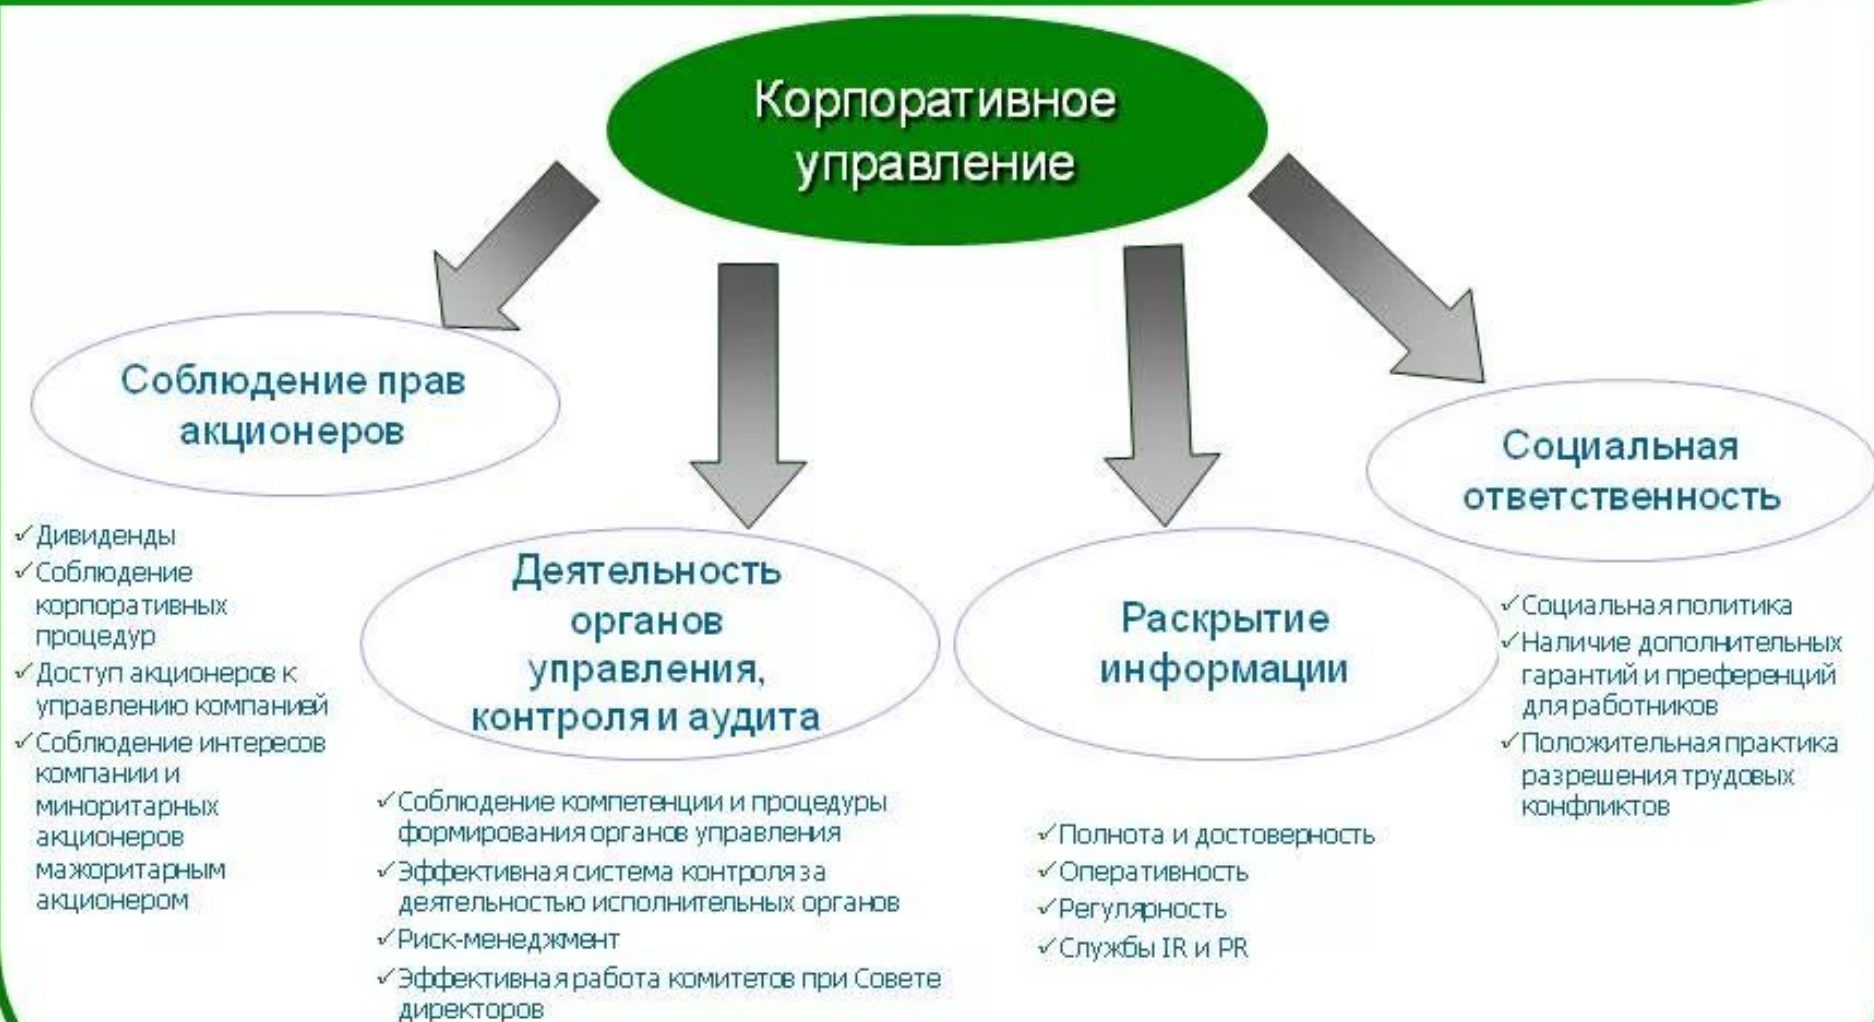 Корпоративное
управление
Соблюдение прав
акционеров
✓Дивиденды
✓Соблюдение
корпоративных
процедур
✓Доступ акционеров к
управлению компанией
✓Соблюдение интересов
компании и
миноритарных
акционеров
мажоритарным
акционером
Деятельность
органов
управления,
контроля и аудита
✓Соблюдение компетенции и процедуры
формирования органов управления
✓Эффективная система контроля за
деятельностью исполнительных органов
✓Риск-менеджмент
✓Эффективная работа комитетов при Совете
директоров
Раскрытие
информации
✓Полнота и достоверность
✓Оперативность
✓Регулярность
✓Службы IR и PR
Социальная
ответственность
✓Социальная политика
✓Наличие дополнительных
гарантий и преференций
для работников
✓Положительная практика
разрешения трудовых
конфликтов